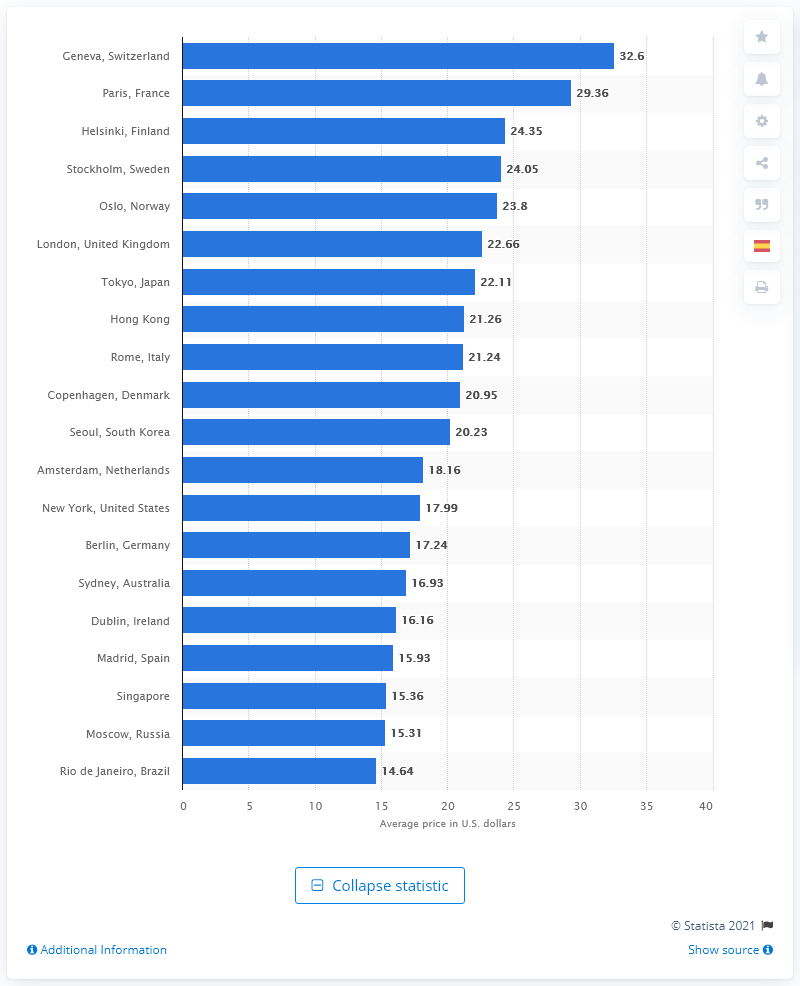 Geneva, Switzerland 32.6
Paris, France 29.36
Helsinki, Finland 24.35
Stockholm, Sweden 24.05
Oslo, Norway 23.8
London, United Kingdom 22.66
Tokyo, Japan 22.11
Hong Kong 21.26
Rome, Italy 21.24
Copenhagen, Denmark 20.95
Seoul, South Korea 20.23
Amsterdam, Netherlands 18.16
New York, United States 17.99
Berlin, Germany 17.24
Sydney, Australia 16.93
Dublin, Ireland 16.16
Madrid, Spain 15.93
Singapore 15.36
Moscow, Russia 15.31
Rio de Janeiro, Brazil 14.64
0 5 10 15 20 25 30 35 40
Average price in U.S. dollars
Collapse statistic
© Statista 2021
Additional Information
Show source